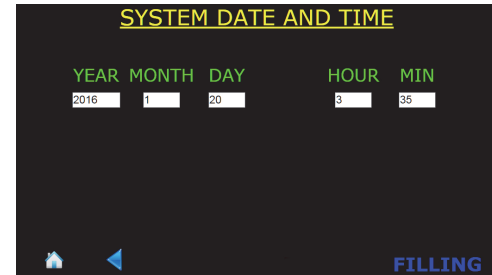 SYSTEM DATE AND TIME
YEAR MONTH DAY HOUR MIN
2016 1 20 3 35
FILLING